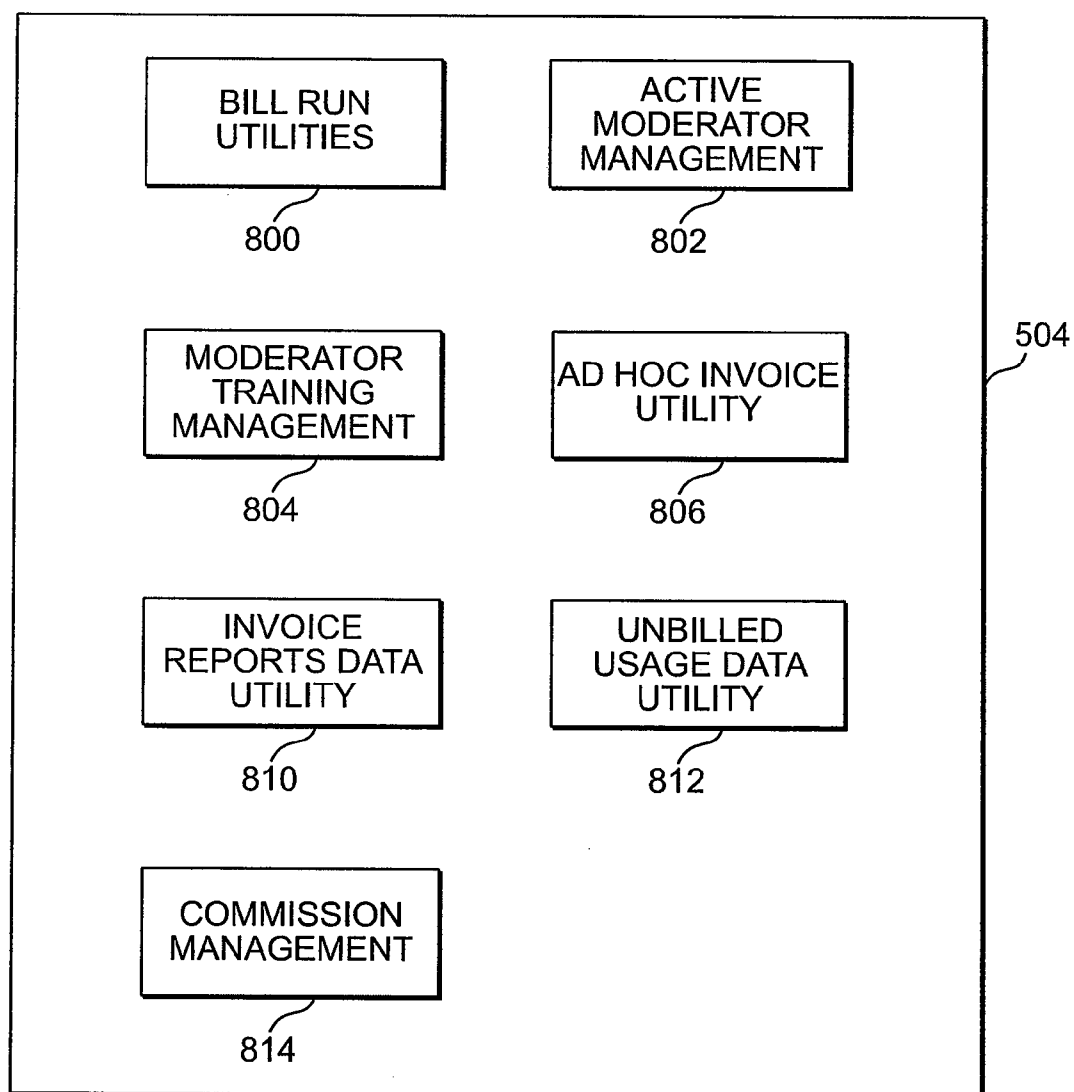 BILL RUN
UTILITIES
800
ACTIVE
MODERATOR
MANAGEMENT
802
504
MODERATOR
TRAINING
MANAGEMENT
804
AD HOC INVOICE
UTILITY
806
INVOICE
REPORTS DATA
UTILITY
810
UNBILLED
USAGE DATA
UTILITY
812
COMMISSION
MANAGEMENT
814